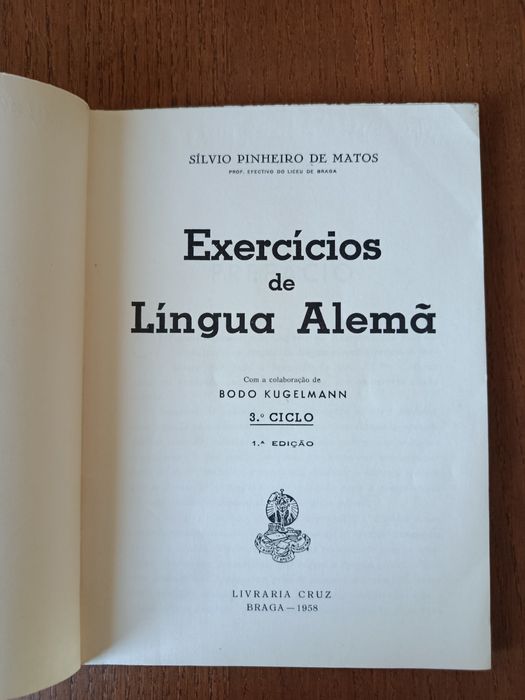 SÍLVIO PINHEIRO DE MATOS
PROF. EFECTIVO DO LICEU DE BRAGA
Exercícios
de
Língua Alemã
Com a colaboração de
BODO KUGELMANN
3.º CICLO
1.ª EDIÇÃO
LIVRARIA CRUZ
BRAGA — 1958